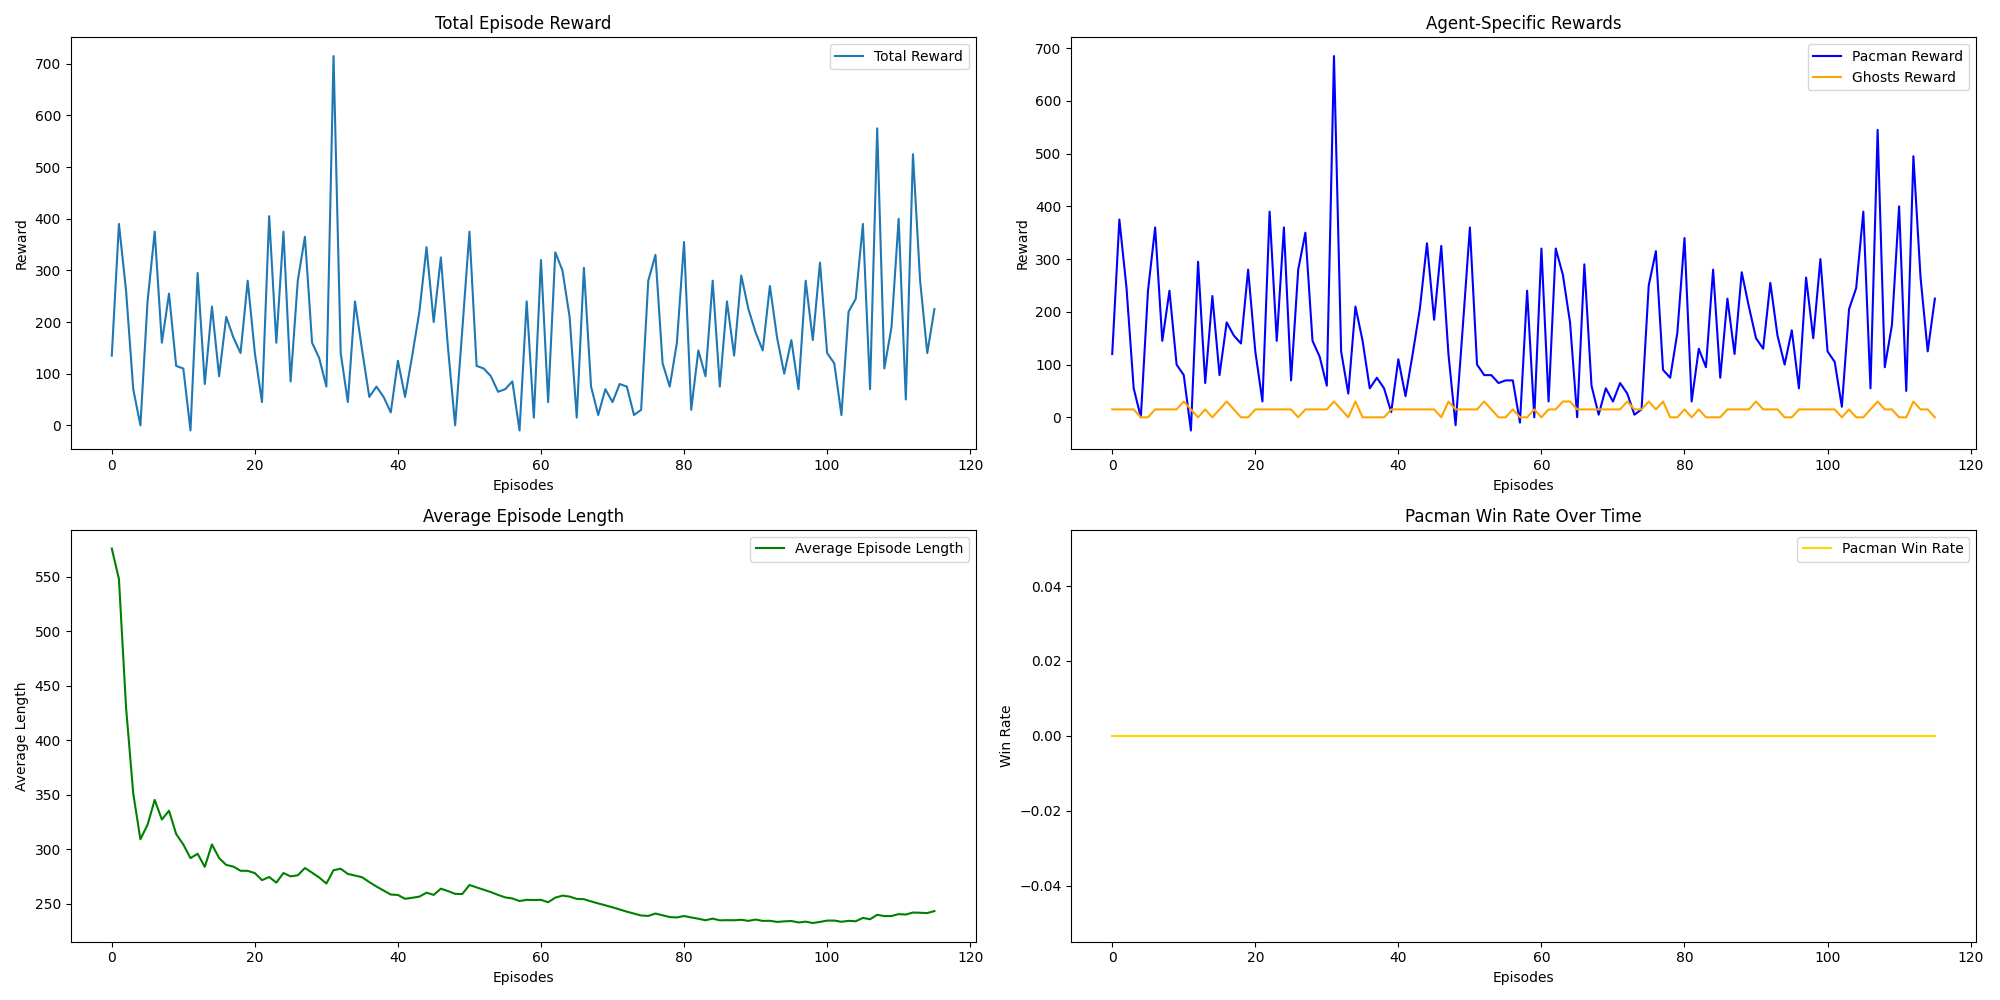 Total Episode Reward
Total Reward
700
600
500
400
300
200
100
0
Reward
0 20 40 60 80 100 120
Episodes
Agent-Specific Rewards
Pacman Reward
Ghosts Reward
700
600
500
400
300
200
100
0
Reward
0 20 40 60 80 100 120
Episodes
Average Episode Length
Average Episode Length
550
500
450
400
350
300
250
Average Length
0 20 40 60 80 100 120
Episodes
Pacman Win Rate Over Time
Pacman Win Rate
0.04
0.02
0.00
−0.02
−0.04
Win Rate
0 20 40 60 80 100 120
Episodes